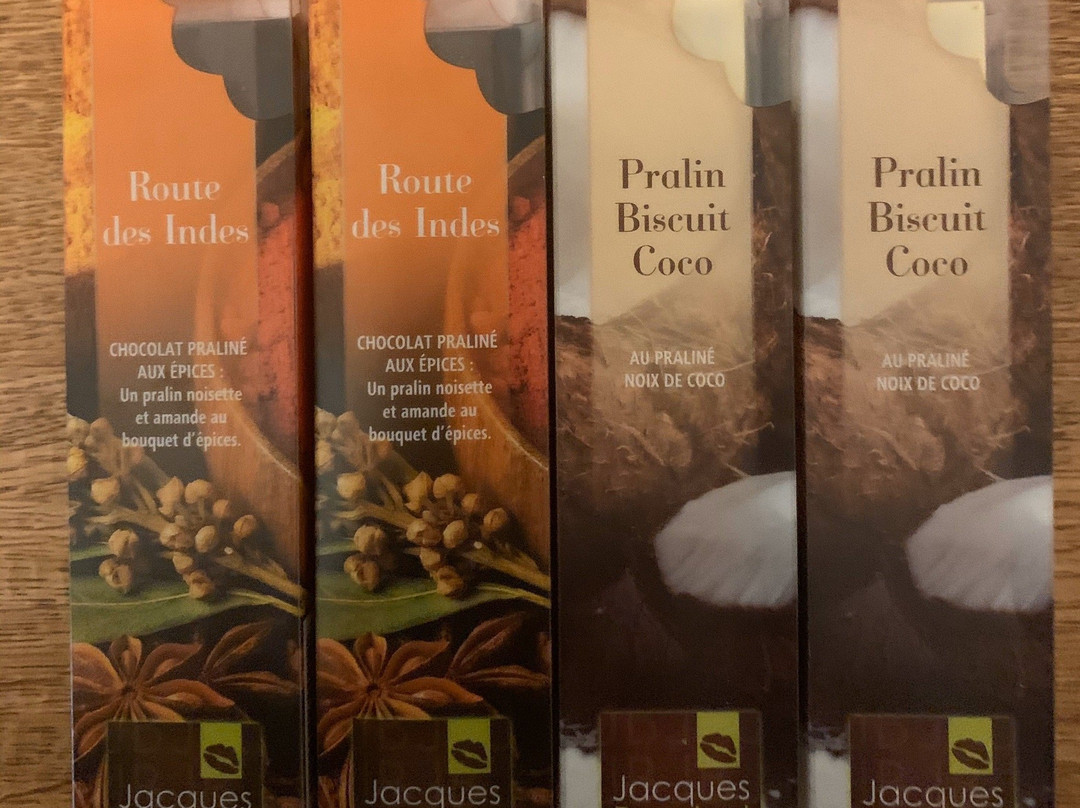 Route
des Indes
CHOCOLAT PRALINÉ
AUX ÉPICES :
Un pralin noisette
et amande au
bouquet d'épices.
Jacques
Route
des Indes
CHOCOLAT PRALINÉ
AUX ÉPICES :
Un pralin noisette
et amande au
bouquet d'épices.
Jacques
Pralin
Biscuit
Coco
AU PRALINÉ
NOIX DE COCO
Jacques
Pralin
Biscuit
Coco
AU PRALINÉ
NOIX DE COCO
Jacques